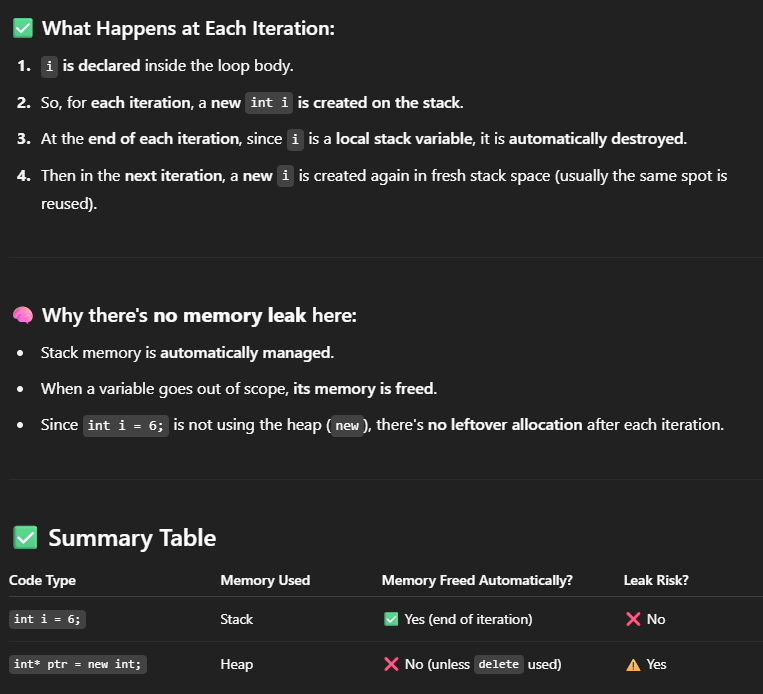 ✅ What Happens at Each Iteration:
1. i is declared inside the loop body.
2. So, for each iteration, a new int i is created on the stack.
3. At the end of each iteration, since i is a local stack variable, it is automatically destroyed.
4. Then in the next iteration, a new i is created again in fresh stack space (usually the same spot is
reused).
🧠 Why there's no memory leak here:
• Stack memory is automatically managed.
• When a variable goes out of scope, its memory is freed.
• Since int i = 6; is not using the heap (new), there's no leftover allocation after each iteration.
✅ Summary Table
Code Type Memory Used Memory Freed Automatically? Leak Risk?
int i = 6; Stack ✅ Yes (end of iteration) ❌ No
int* ptr = new int; Heap ❌ No (unless delete used) ⚠️ Yes